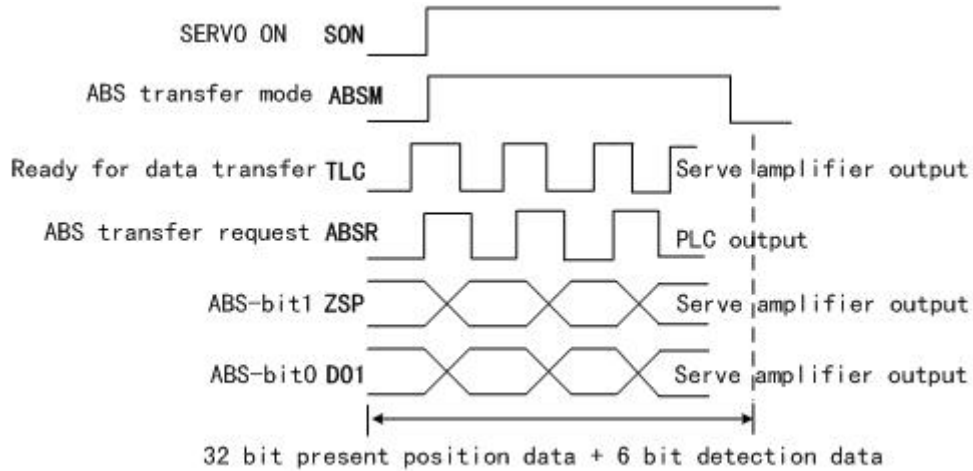 SERVO ON SON
ABS transfer mode ABSM
Ready for data transfer TLC Serve amplifier output
ABS transfer request ABSR PLC output
ABS-bit1 ZSP Serve amplifier output
ABS-bit0 D01 Serve amplifier output
32 bit present position data + 6 bit detection data